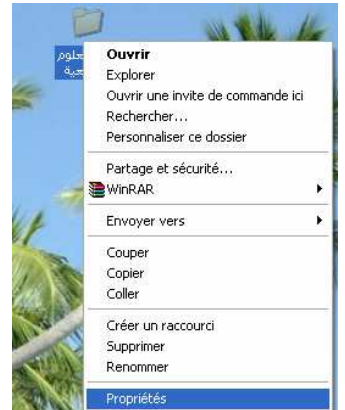 Ouvrir
Explorer
Ouvrir une invite de commande ici
Rechercher...
Personnaliser ce dossier
Partage et sécurité...
WinRAR
Envoyer vers
Couper
Copier
Coller
Créer un raccourci
Supprimer
Renommer
Propriétés